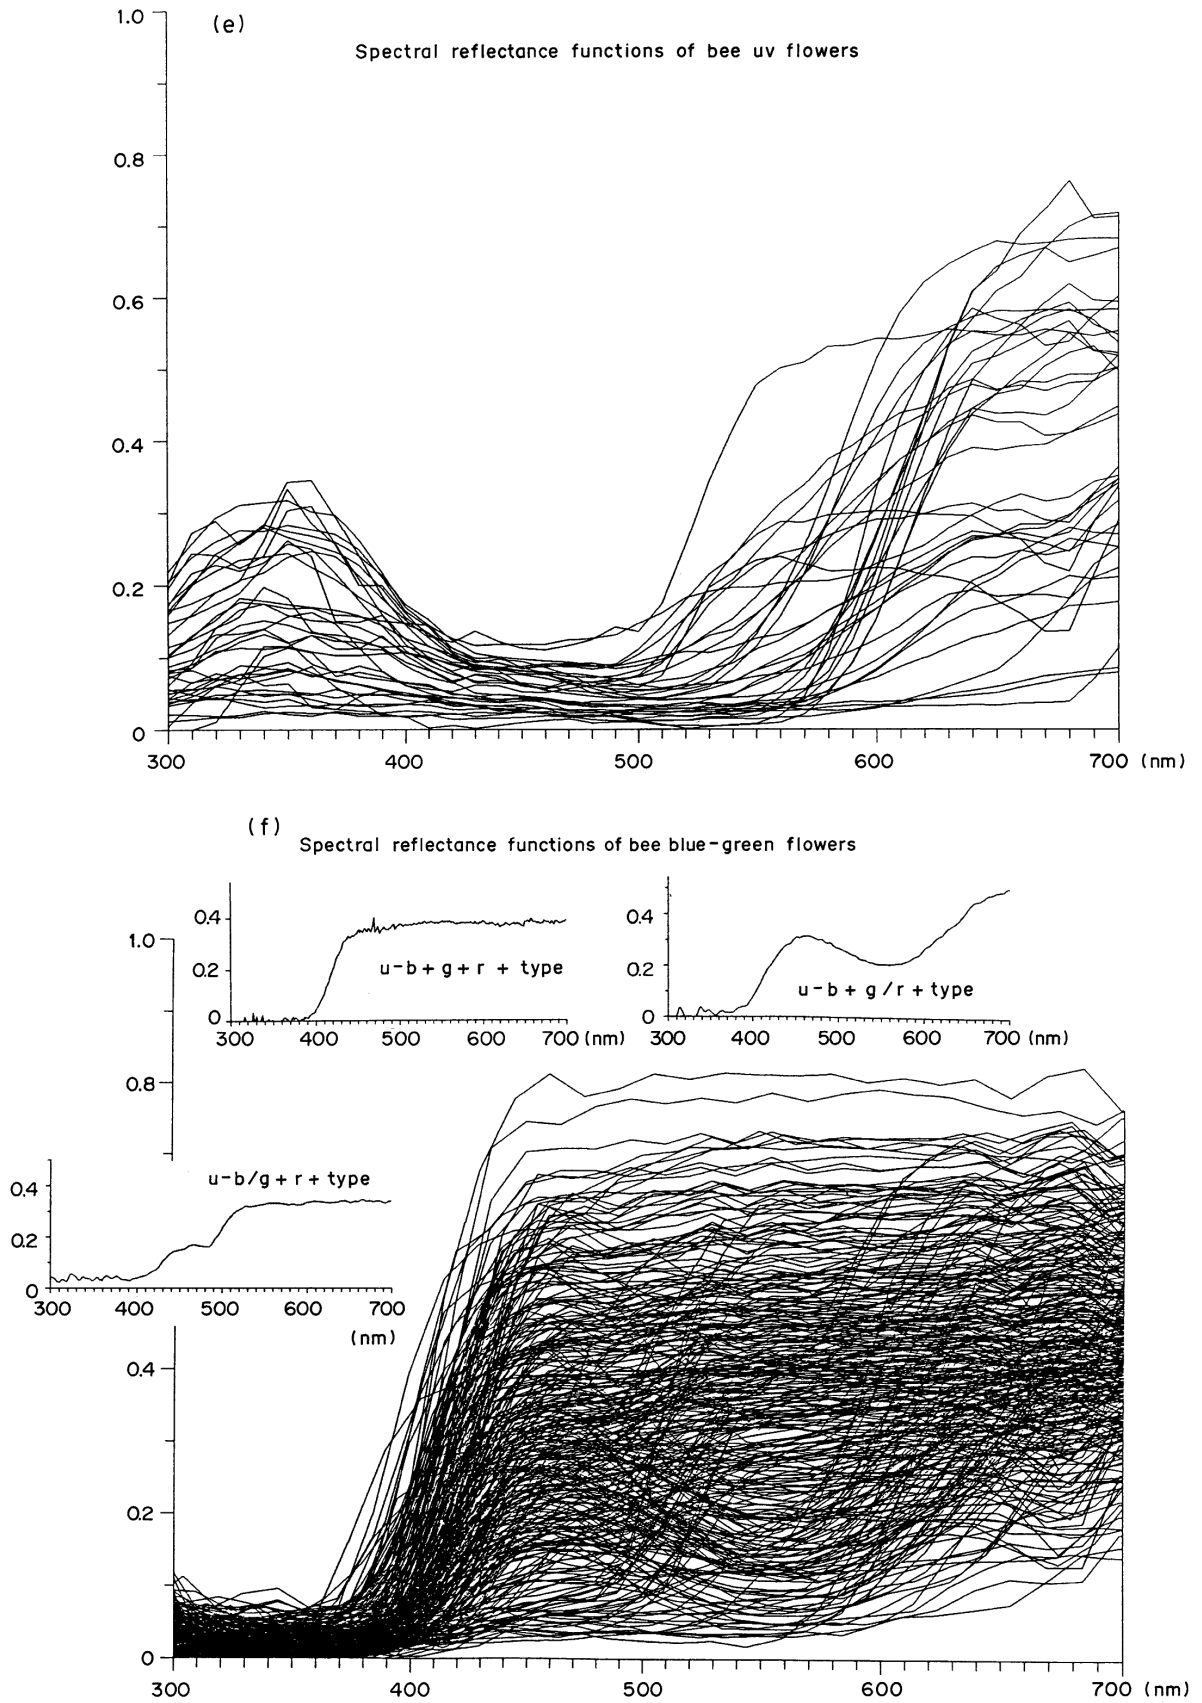 (e)
Spectral reflectance functions of bee uv flowers
1.0
0.8
0.6
0.4
0.2
0
300 400 500 600 700 (nm)
(f)
Spectral reflectance functions of bee blue-green flowers
0.4
0.2
0
u-b+g+r+type
300 400 500 600 700 (nm)
0.4
0.2
0
u-b+g/r+type
300 400 500 600 700 (nm)
1.0
0.8
u-b/g+r+type
0.4
0.2
0
300 400 500 600 700
(nm)
0.4
0.2
0
300 400 500 600 700 (nm)